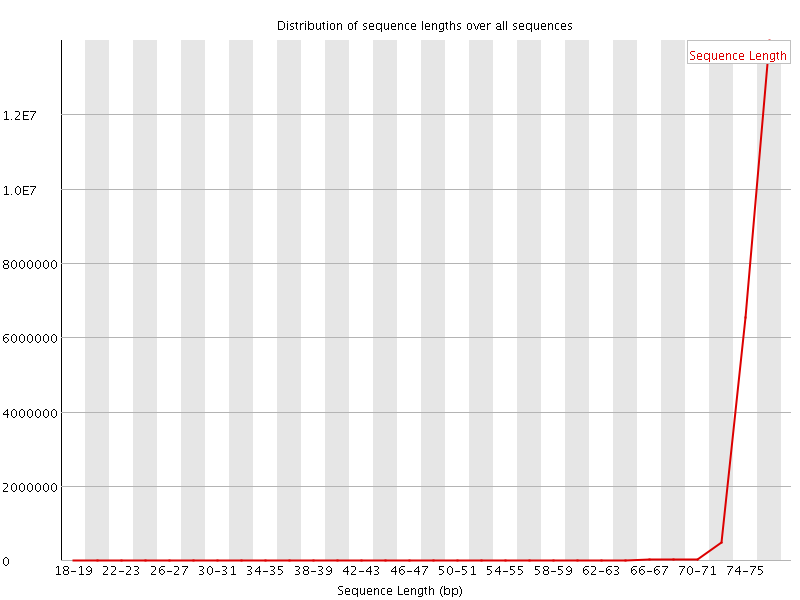 Distribution of sequence lengths over all sequences
Sequence Length
1.2E7
1.0E7
8000000
6000000
4000000
2000000
0
18-19 22-23 26-27 30-31 34-35 38-39 42-43 46-47 50-51 54-55 58-59 62-63 66-67 70-71 74-75
Sequence Length (bp)